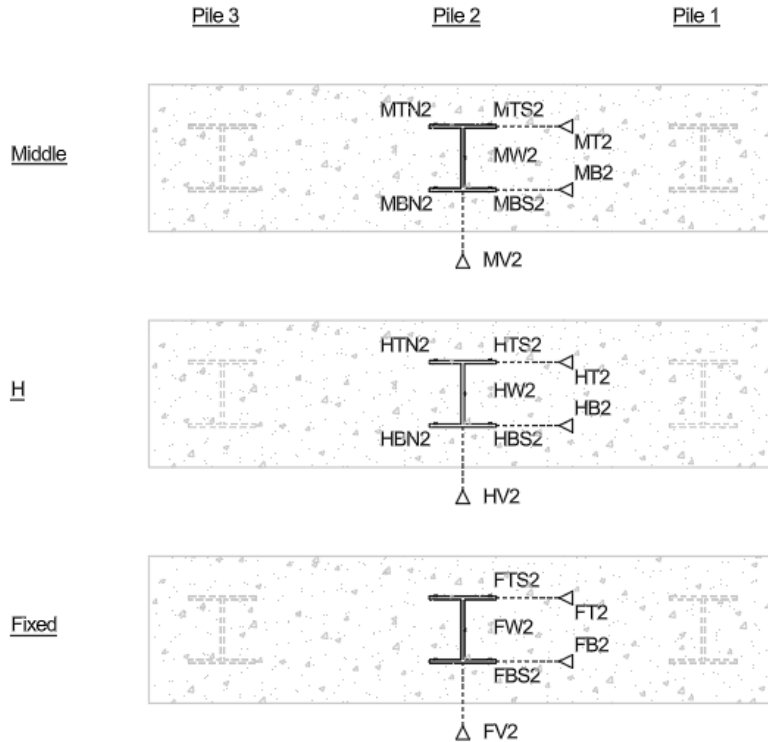 Pile 3 Pile 2 Pile 1
MTN2 MTS2
MT2
Middle MW2
MB2
MBN2 MBS2
MV2
HTN2 HTS2
HT2
H HW2
HB2
HBN2 HBS2
HV2
FTS2
FT2
Fixed FW2
FB2
FBS2
FV2